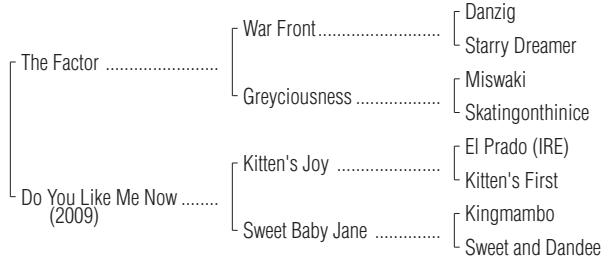 Danzig
War Front........................
Starry Dreamer
The Factor ......................
Miswaki
Greyciousness ..................
Skatingonthinice
El Prado (IRE)
Kitten's Joy ......................
Kitten's First
Do You Like Me Now ........
(2009)
Kingmambo
Sweet Baby Jane ..............
Sweet and Dandee